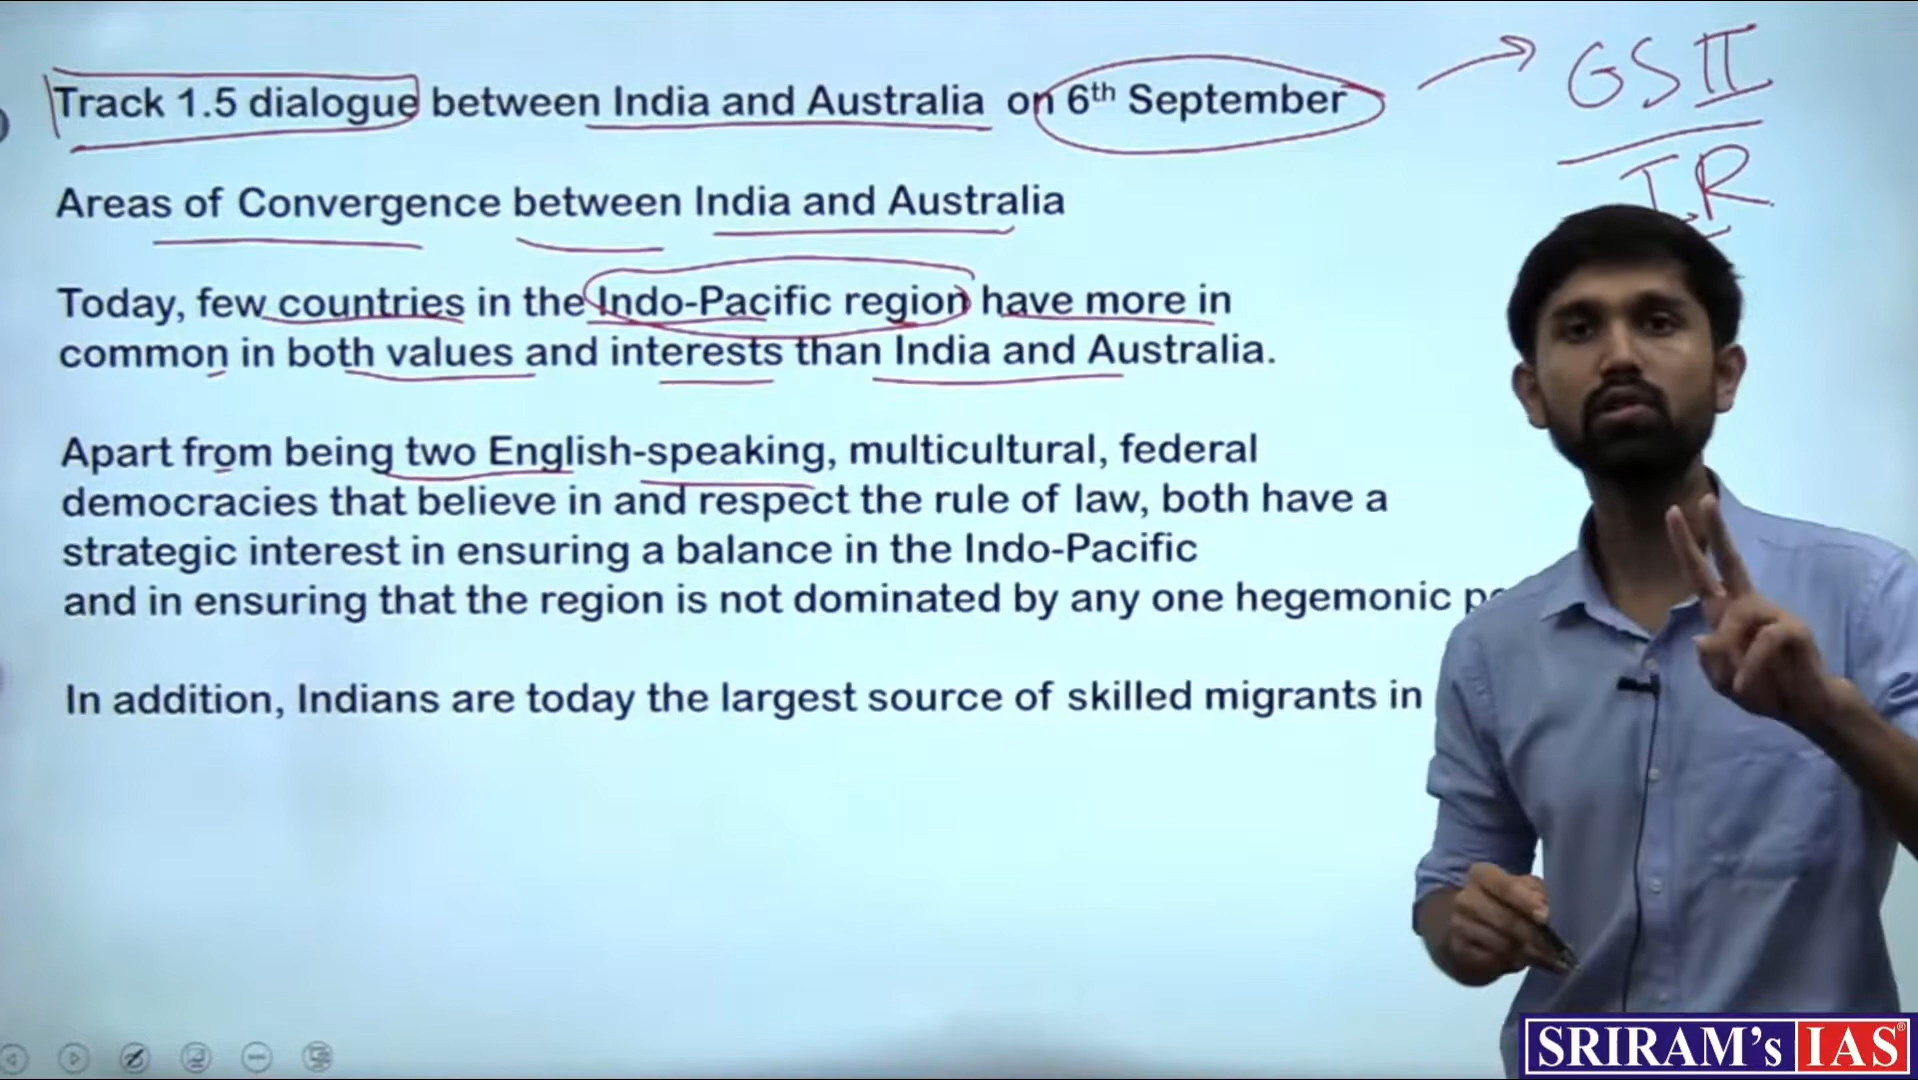 Track 1.5 dialogue between India and Australia on 6th September
GS II
IR
Areas of Convergence between India and Australia
Today, few countries in the Indo-Pacific region have more in
common in both values and interests than India and Australia.
Apart from being two English-speaking, multicultural, federal
democracies that believe in and respect the rule of law, both have a
strategic interest in ensuring a balance in the Indo-Pacific
and in ensuring that the region is not dominated by any one hegemonic
In addition, Indians are today the largest source of skilled migrants in
SRIRAM's IAS®